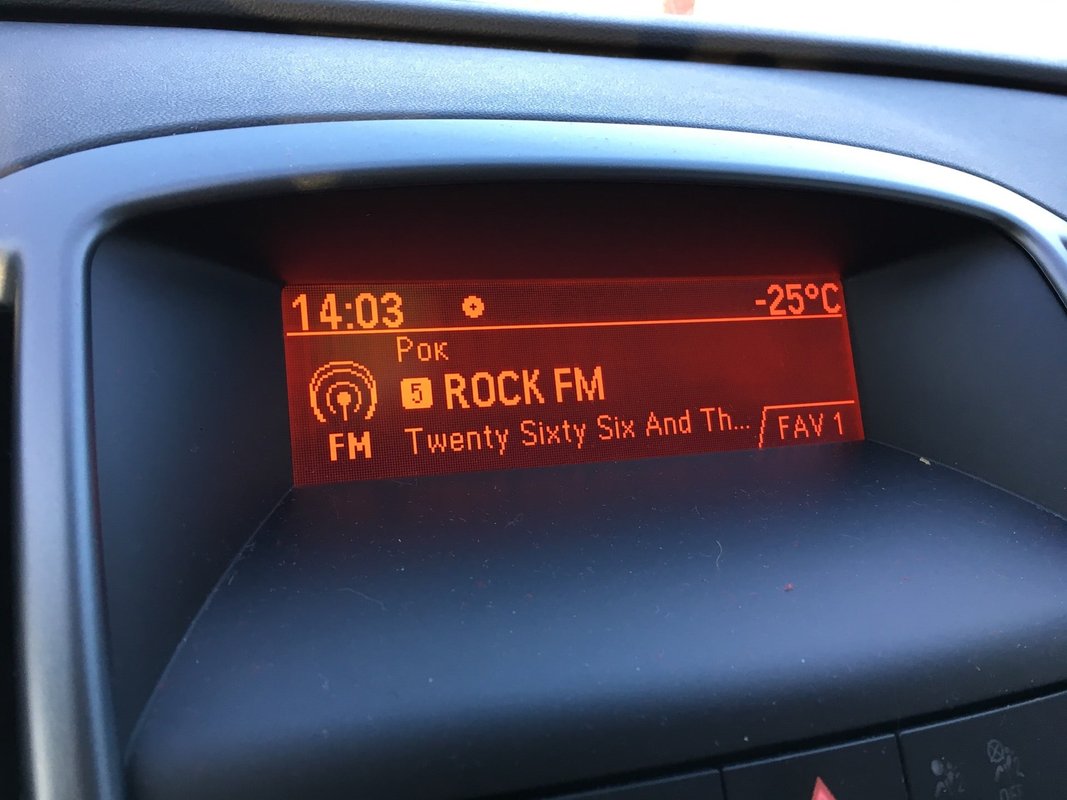 14:03 -25°C
Рок
5 ROCK FM
FM Twenty Sixty Six And Th... FAV 1